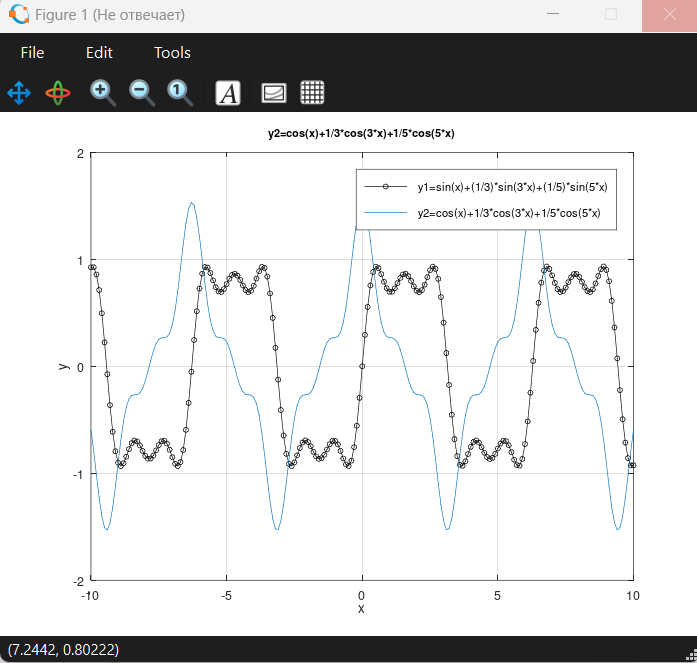 Figure 1 (Не отвечает)
File Edit Tools
A
y2=cos(x)+1/3*cos(3*x)+1/5*cos(5*x)
y1=sin(x)+(1/3)*sin(3*x)+(1/5)*sin(5*x)
y2=cos(x)+1/3*cos(3*x)+1/5*cos(5*x)
2
1
0
-1
-2
y
-10 -5 0 5 10
x
(7.2442, 0.80222)